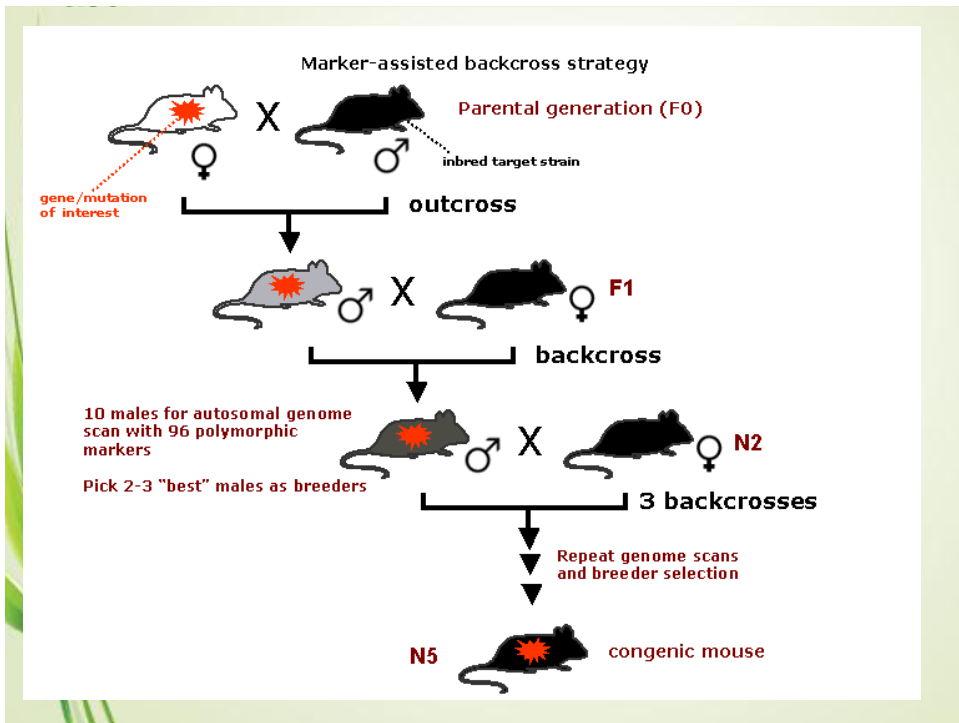 Marker-assisted backcross strategy
X
Parental generation (F0)
inbred target strain
♀
♂
gene/mutation
of interest
outcross
X
♂
♀
F1
backcross
10 males for autosomal genome
scan with 96 polymorphic
markers
Pick 2-3 “best” males as breeders
X
♂
♀
N2
3 backcrosses
Repeat genome scans
and breeder selection
N5
congenic mouse